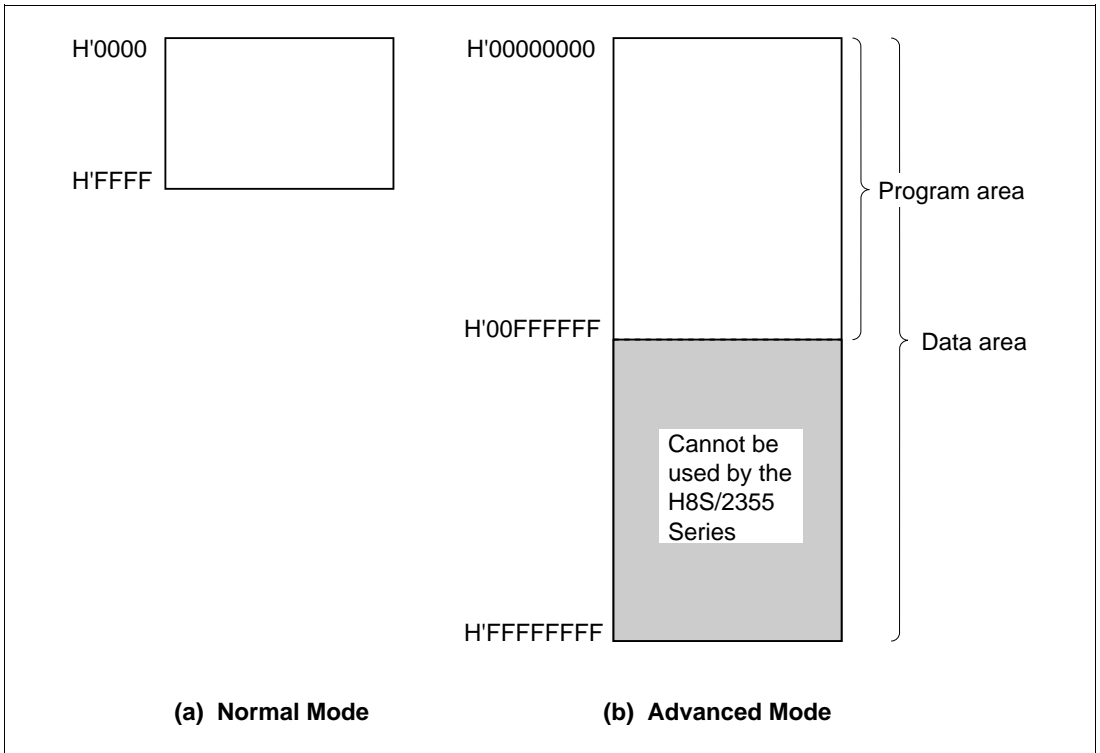 H'0000
H'FFFF
H'00000000
H'00FFFFFF
H'FFFFFFFF
Program area
Data area
Cannot be
used by the
H8S/2355
Series
(a) Normal Mode
(b) Advanced Mode